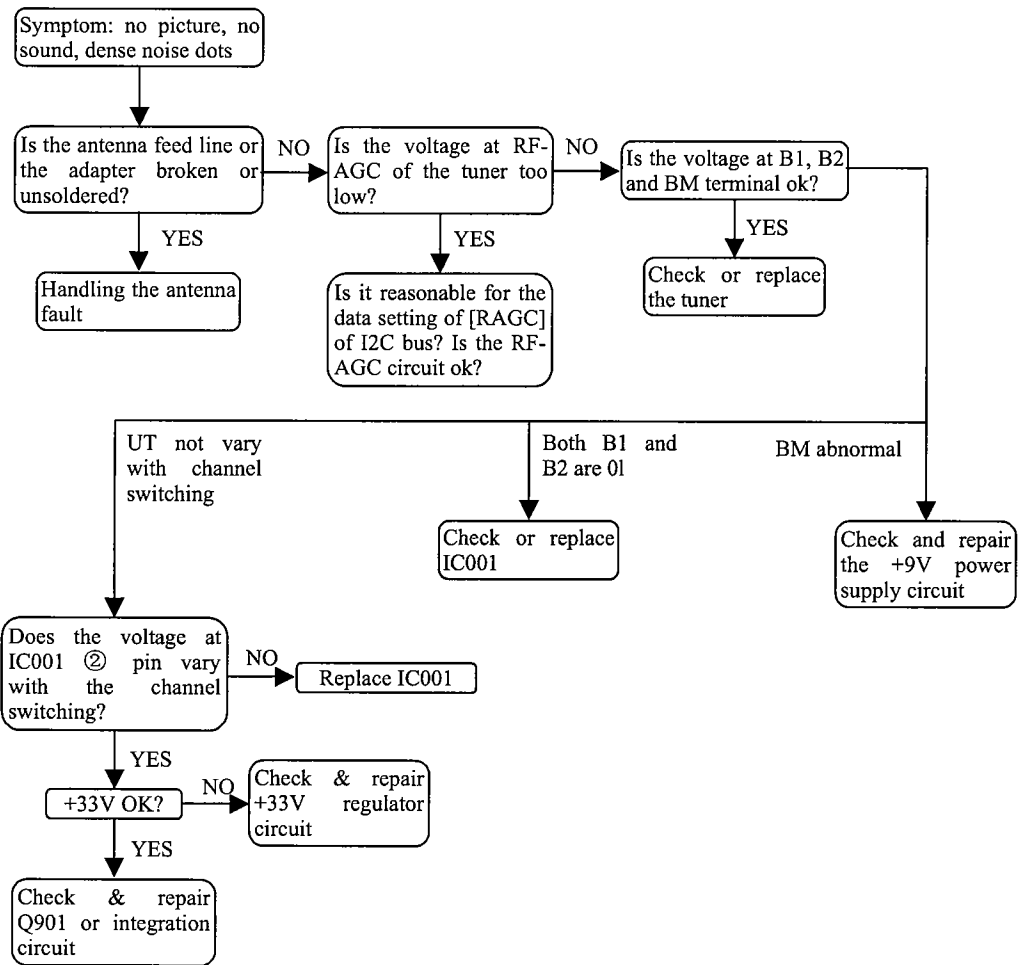 Symptom: no picture, no
sound, dense noise dots
Is the antenna feed line or
the adapter broken or
unsoldered?
NO
Is the voltage at RF-
AGC of the tuner too
low?
NO
Is the voltage at B1, B2
and BM terminal ok?
YES
Handling the antenna
fault
YES
Is it reasonable for the
data setting of [RAGC]
of I2C bus? Is the RF-
AGC circuit ok?
YES
Check or replace
the tuner
UT not vary
with channel
switching
Both B1 and
B2 are 0l
BM abnormal
Check or replace
IC001
Check and repair
the +9V power
supply circuit
Does the voltage at
IC001 ② pin vary
with the channel
switching?
NO
Replace IC001
YES
+33V OK?
NO
Check & repair
+33V regulator
circuit
YES
Check & repair
Q901 or integration
circuit